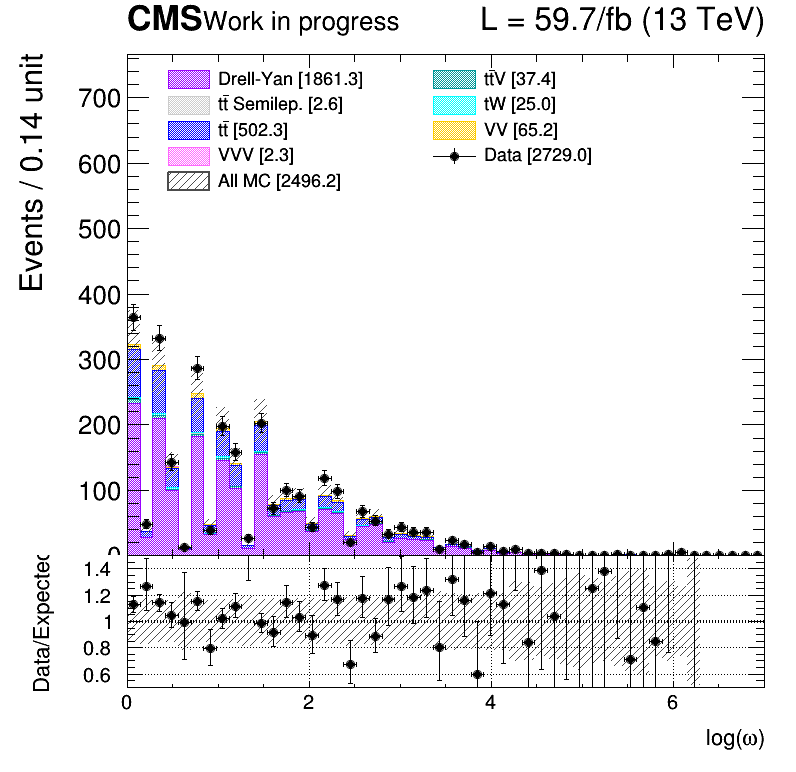 CMS Work in progress L = 59.7/fb (13 TeV)
Events / 0.14 unit
700
600
500
400
300
200
100
0
Drell-Yan [1861.3]
tt̄ Semilep. [2.6]
tt̄ [502.3]
VVV [2.3]
All MC [2496.2]
tt̄V [37.4]
tW [25.0]
VV [65.2]
Data [2729.0]
Data/Expected
1.4
1.2
1
0.8
0.6
0 2 4 6
log(ω)